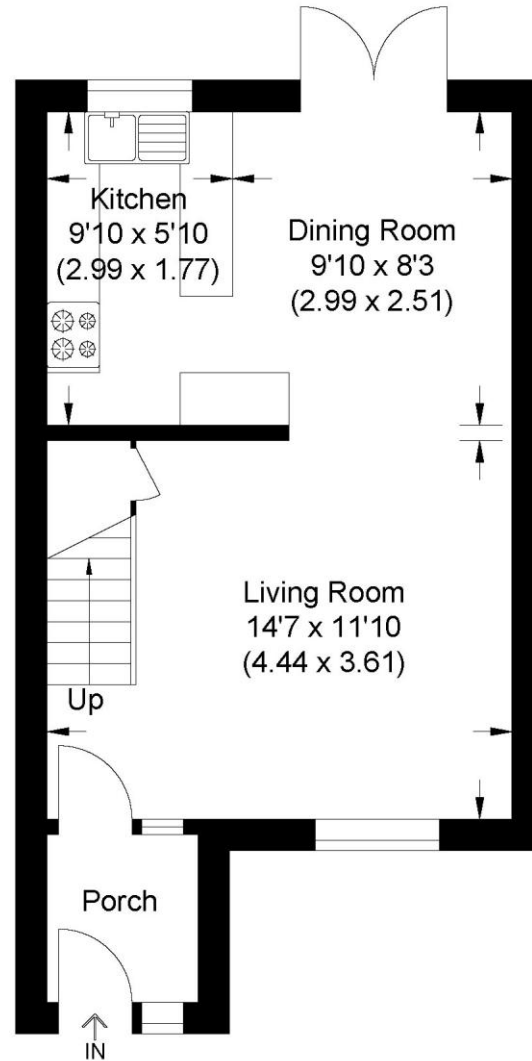 Kitchen
9'10 x 5'10
(2.99 x 1.77)
Dining Room
9'10 x 8'3
(2.99 x 2.51)
Living Room
14'7 x 11'10
(4.44 x 3.61)
Up
Porch
IN